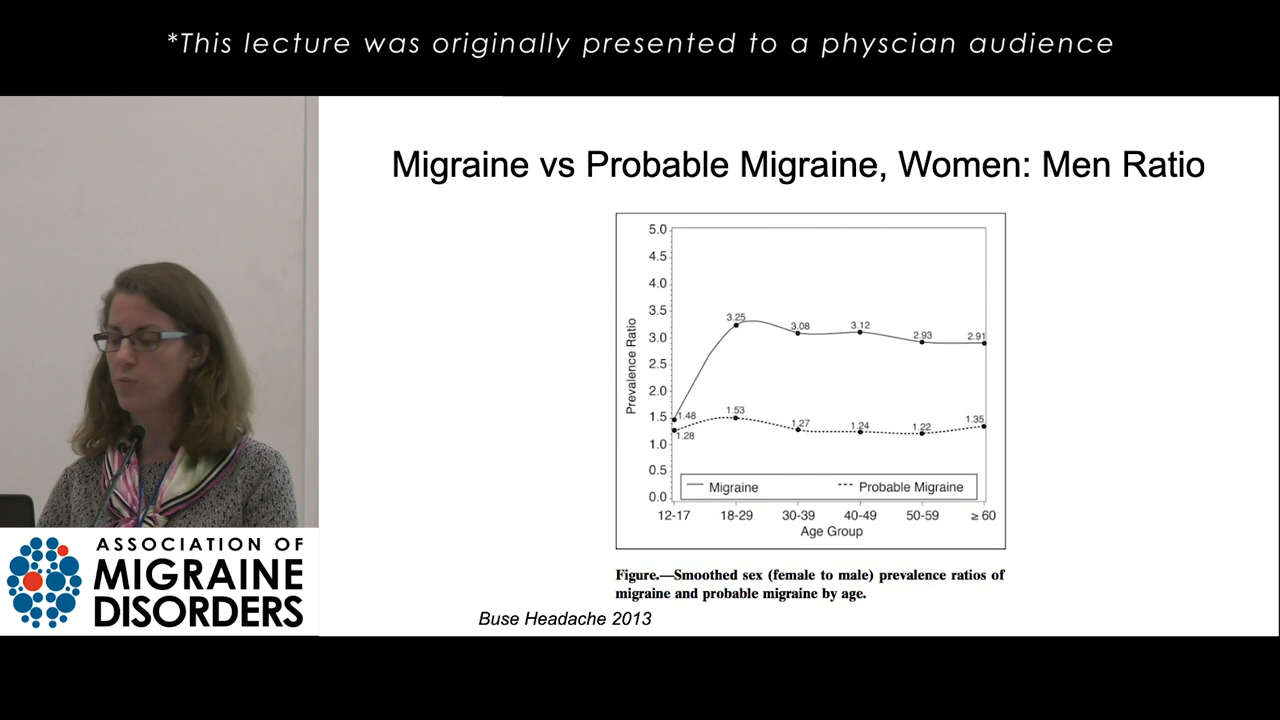 *This lecture was originally presented to a physcian audience
Migraine vs Probable Migraine, Women: Men Ratio
5.0
4.5
4.0
3.5
3.0
2.5
2.0
1.5
1.0
0.5
0.0
Prevalence Ratio
3.25
3.08
3.12
2.93
2.91
1.48
1.28
1.53
1.27
1.24
1.22
1.35
Migraine
Probable Migraine
12-17
18-29
30-39
40-49
50-59
≥ 60
Age Group
Figure.—Smoothed sex (female to male) prevalence ratios of
migraine and probable migraine by age.
Buse Headache 2013
ASSOCIATION OF
MIGRAINE
DISORDERS